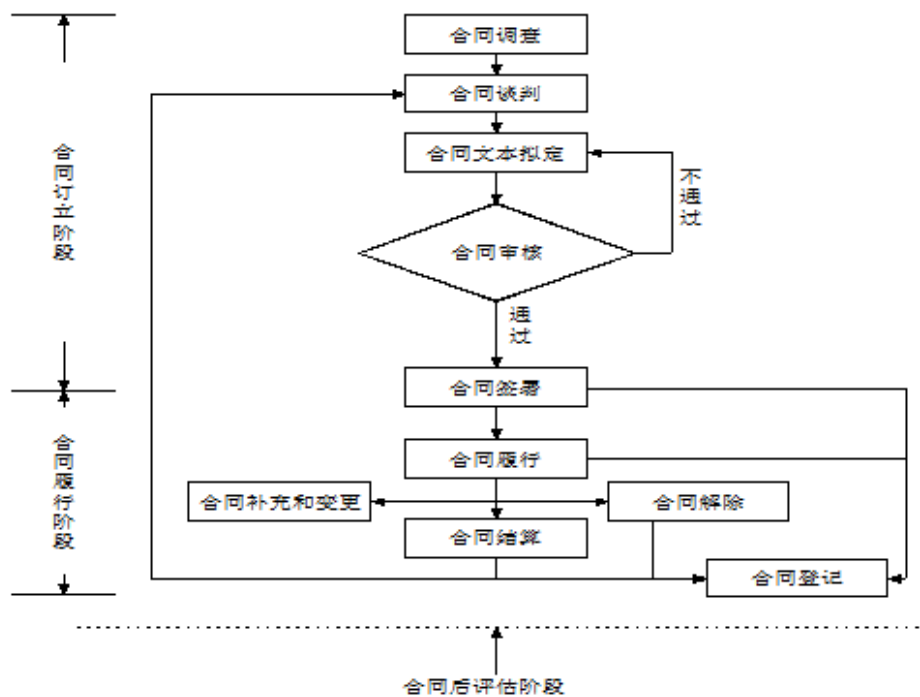 合同调查
合同谈判
合同文本拟定
不通过
合同审核
通过
合同订立阶段
合同签署
合同履行
合同履行阶段
合同补充和变更
合同解除
合同结算
合同登记
合同后评估阶段